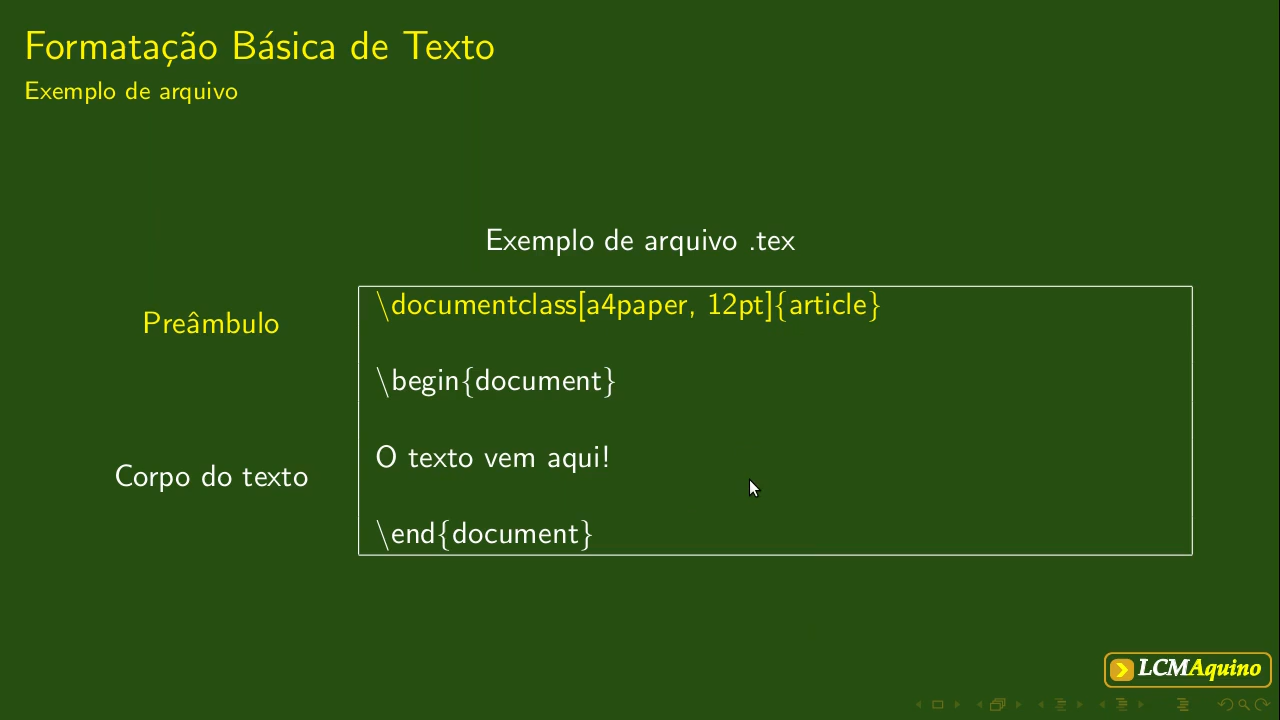 Formatação Básica de Texto
Exemplo de arquivo
Exemplo de arquivo .tex
Preâmbulo
\documentclass[a4paper, 12pt]{article}
\begin{document}
Corpo do texto
O texto vem aqui!
\end{document}
LCMAquino